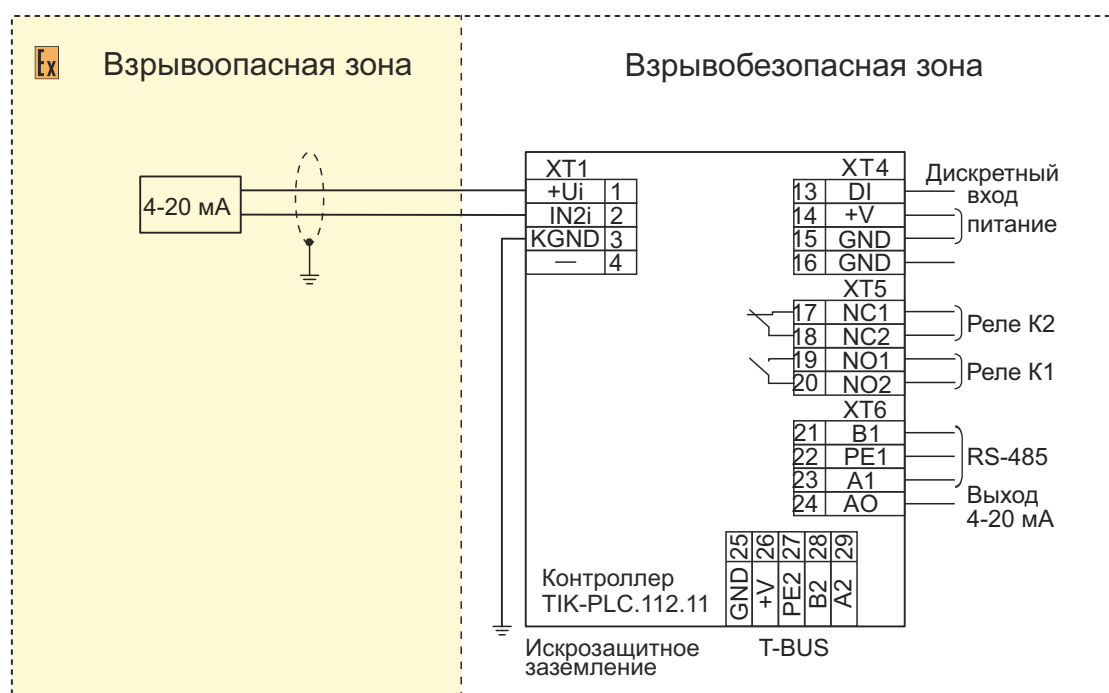 Ex
Взрывоопасная зона
Взрывобезопасная зона
4-20 мА
XT1
+Ui 1
IN2i 2
KGND 3
— 4
XT4
13 DI
14 +V
15 GND
16 GND
XT5
17 NC1
18 NC2
19 NO1
20 NO2
XT6
21 B1
22 PE1
23 A1
24 AO
Дискретный
вход
питание
Реле К2
Реле К1
RS-485
Выход
4-20 мА
25 26 27 28 29
GND +V PE2 B2 A2
Контроллер
TIK-PLC.112.11
Искрозащитное
заземление
T-BUS